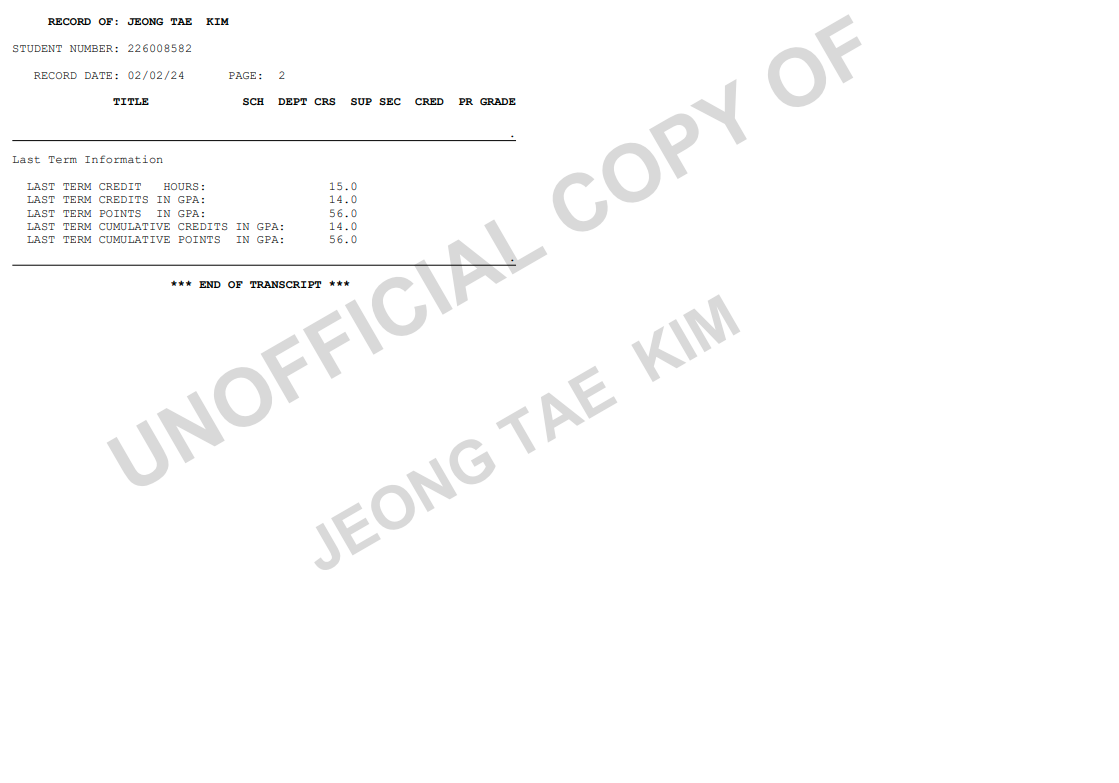 RECORD OF: JEONG TAE  KIM
STUDENT NUMBER: 226008582
RECORD DATE: 02/02/24      PAGE:  2
TITLE             SCH  DEPT CRS  SUP SEC  CRED  PR GRADE
.
Last Term Information
LAST TERM CREDIT   HOURS:                 15.0
LAST TERM CREDITS IN GPA:                 14.0
LAST TERM POINTS  IN GPA:                 56.0
LAST TERM CUMULATIVE CREDITS IN GPA:      14.0
LAST TERM CUMULATIVE POINTS  IN GPA:      56.0
.
*** END OF TRANSCRIPT ***
UNOFFICIAL COPY OF
JEONG TAE  KIM